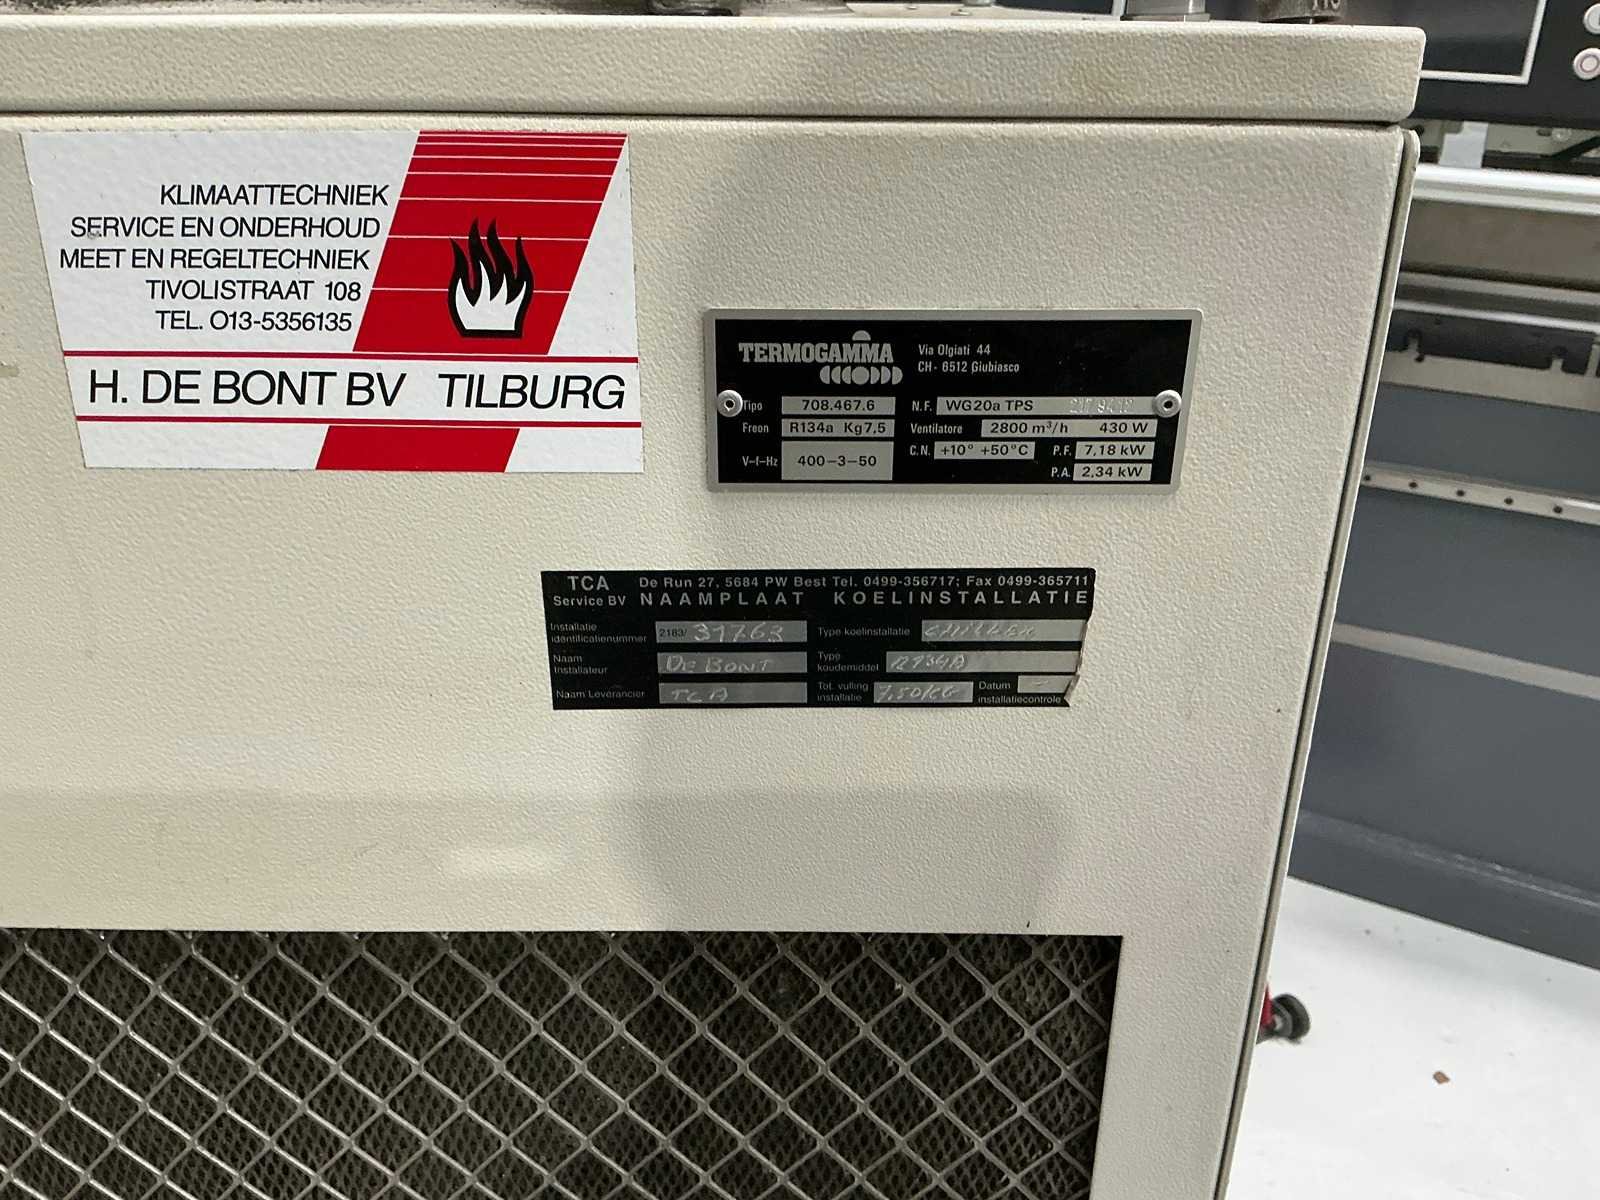 KLIMAATTECHNIEK
SERVICE EN ONDERHOUD
MEET EN REGELTECHNIEK
TIVOLISTRAAT 108
TEL. O13-5356135
H. DE BONT BV TILBURG
TERMOGAMMA
Via Olgiati 44
CH- 6512 Giubiasco
Tipo 708.467.6 N.F. WG20a TPS
Freon R134a Kg7,5 Ventilatore 2800 m³/h 430 W
V-f-Hz 400-3-50 C.N. +10° +50°C P.F. 7,18 kW
P.A. 2,34 kW
TCA De Run 27, 5684 PW Best Tel. 0499-356717; Fax 0499-365711
Service BV NAAMPLAAT KOELINSTALLATIE
Installatie identificatienummer 2183/ 31763 Type koelinstallatie CHILLER
Naam Installateur DE BONT Type koudemiddel R134A
Naam Leverancier TCA Tot. vulling installatie 7,50KG Datum installatiecontrole